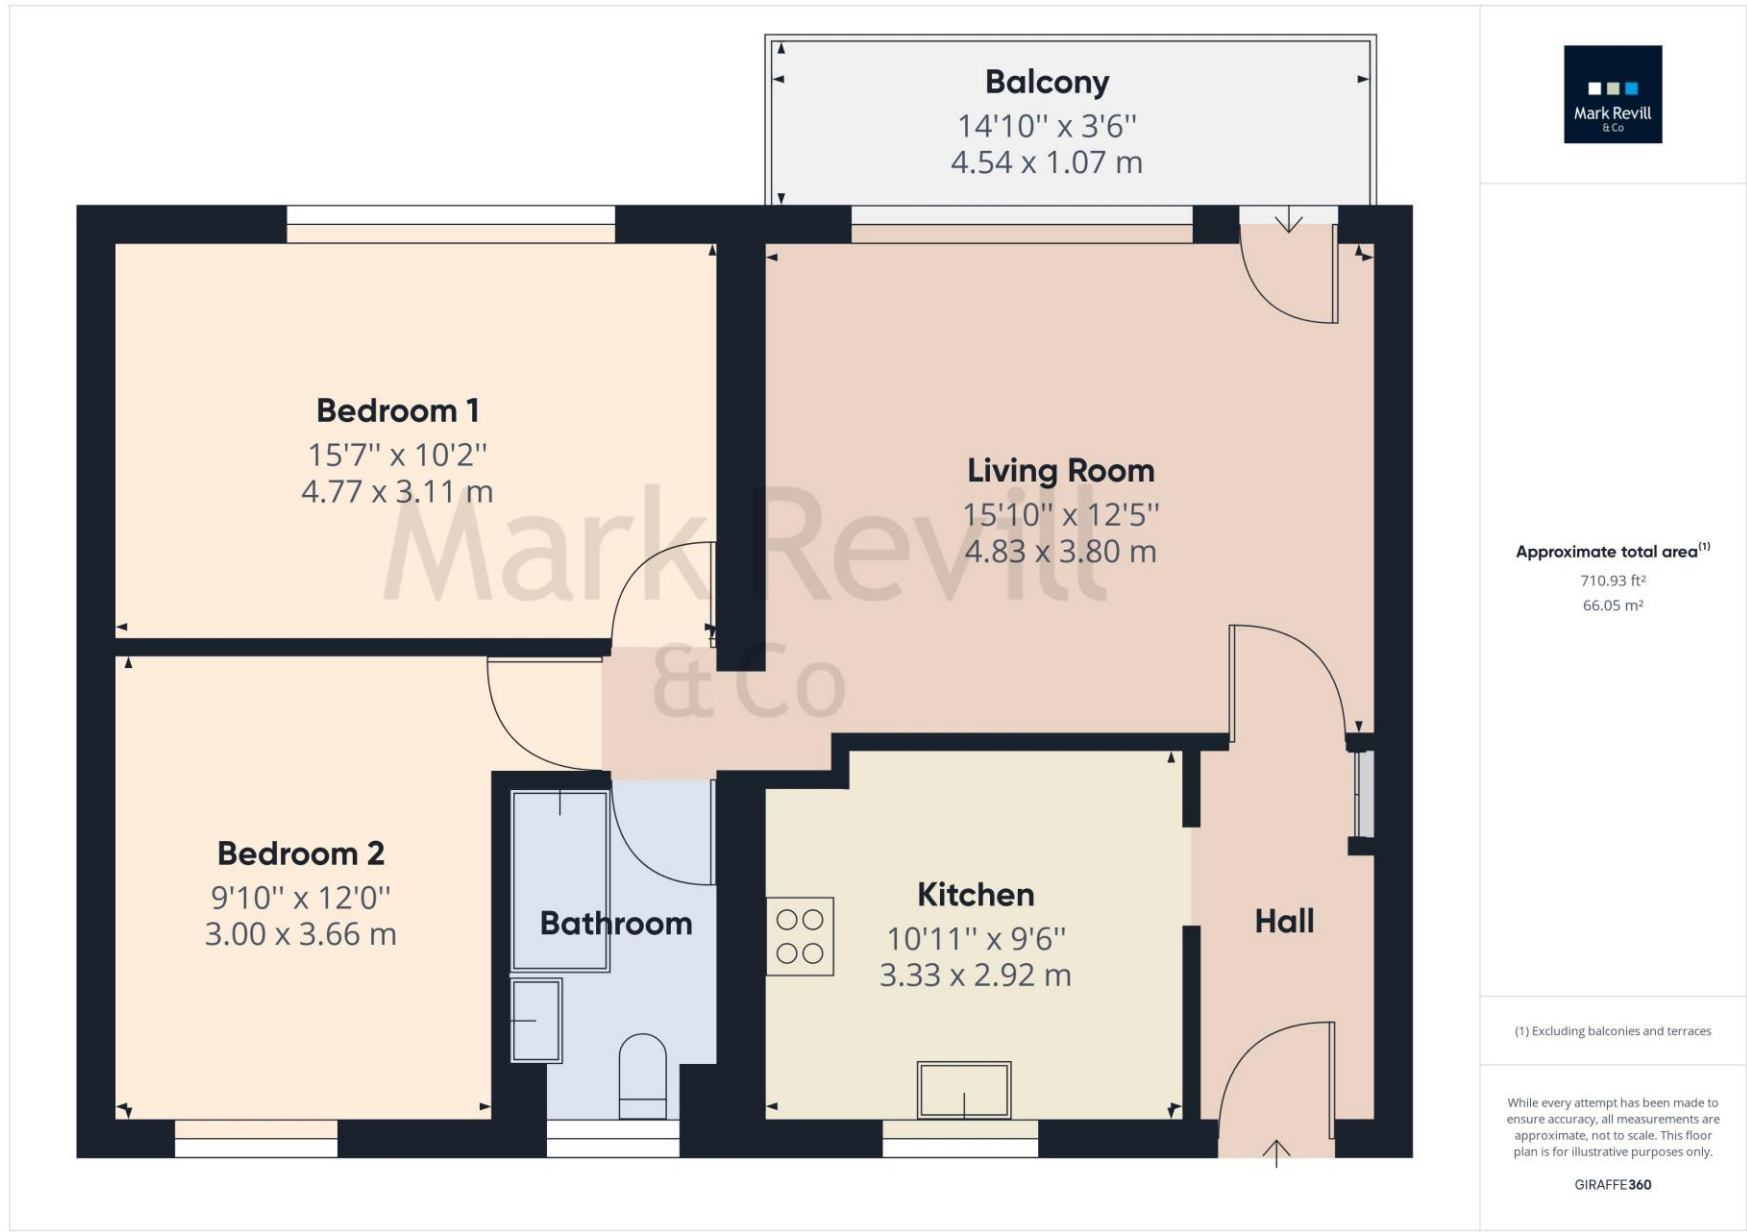 Balcony
14'10'' x 3'6''
4.54 x 1.07 m
Bedroom 1
15'7'' x 10'2''
4.77 x 3.11 m
Living Room
15'10'' x 12'5''
4.83 x 3.80 m
Mark Revill
& Co
Bedroom 2
9'10'' x 12'0''
3.00 x 3.66 m
Bathroom
Kitchen
10'11'' x 9'6''
3.33 x 2.92 m
Hall
Mark Revill
& Co
Approximate total area(1)
710.93 ft²
66.05 m²
(1) Excluding balconies and terraces
While every attempt has been made to
ensure accuracy, all measurements are
approximate, not to scale. This floor
plan is for illustrative purposes only.
GIRAFFE360